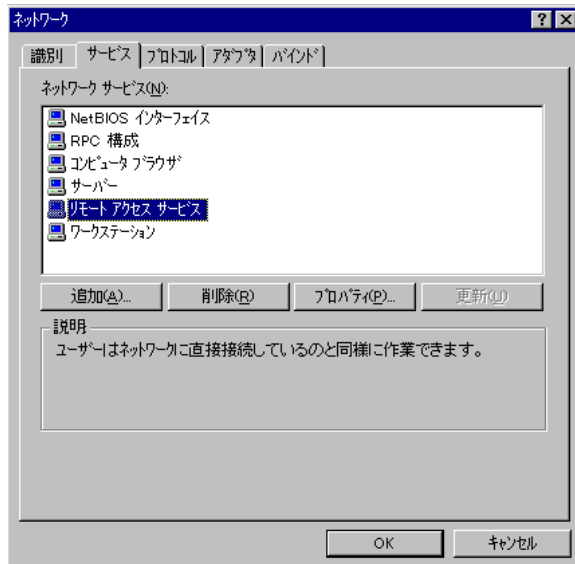 ネットワーク
識別 サービス プロトコル アダプタ バインド
ネットワーク サービス(N):
NetBIOS インターフェイス
RPC 構成
コンピュータ ブラウザ
サーバー
リモート アクセス サービス
ワークステーション
追加(A)... 削除(R) プロパティ(P)... 更新(U)
説明
ユーザーはネットワークに直接接続しているのと同様に作業できます。
OK キャンセル